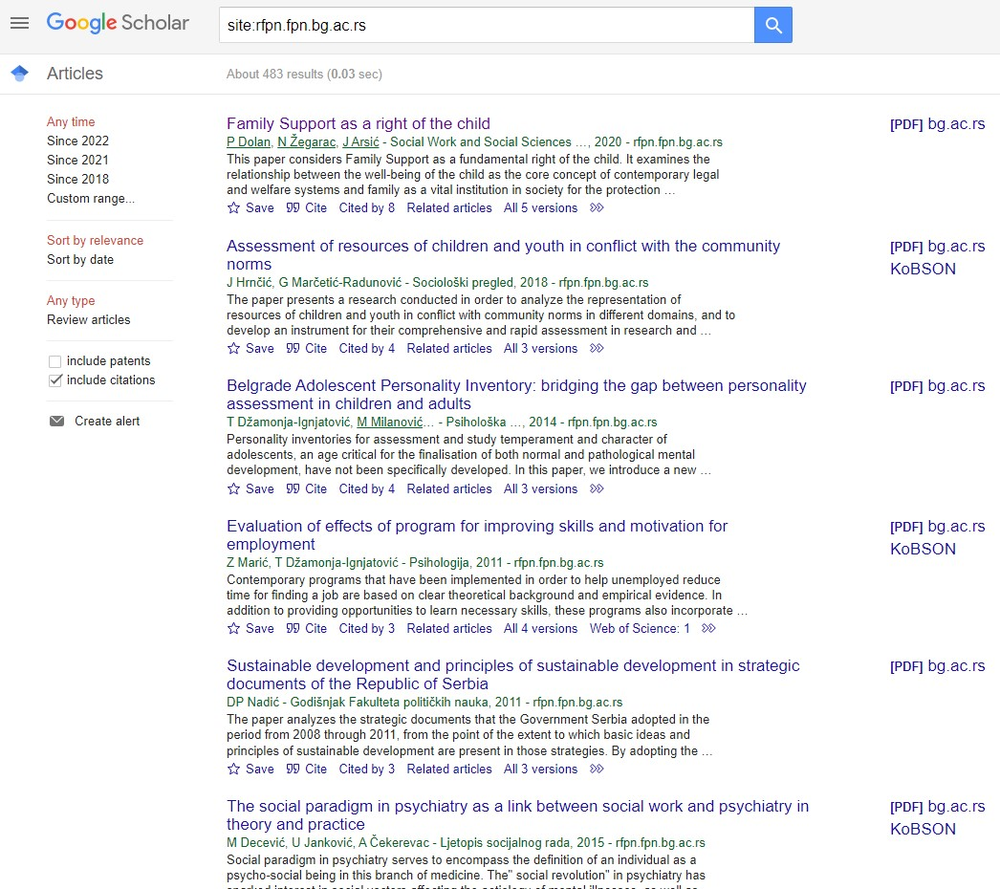 Google Scholar
site:rfpn.fpn.bg.ac.rs
Articles
About 483 results (0.03 sec)
Any time
Since 2022
Since 2021
Since 2018
Custom range...
Sort by relevance
Sort by date
Any type
Review articles
include patents
include citations
Create alert
Family Support as a right of the child
P Dolan, N Žegarac, J Arsić - Social Work and Social Sciences …, 2020 - rfpn.fpn.bg.ac.rs
This paper considers Family Support as a fundamental right of the child. It examines the
relationship between the well-being of the child as the core concept of contemporary legal
and welfare systems and family as a vital institution in society for the protection …
Save Cite Cited by 8 Related articles All 5 versions
[PDF] bg.ac.rs
Assessment of resources of children and youth in conflict with the community
norms
J Hrnčić, G Marčetić-Radunović - Sociološki pregled, 2018 - rfpn.fpn.bg.ac.rs
The paper presents a research conducted in order to analyze the representation of
resources of children and youth in conflict with community norms in different domains, and to
develop an instrument for their comprehensive and rapid assessment in research and …
Save Cite Cited by 4 Related articles All 3 versions
[PDF] bg.ac.rs
KoBSON
Belgrade Adolescent Personality Inventory: bridging the gap between personality
assessment in children and adults
T Džamonja-Ignjatović, M Milanović… - Psihološka …, 2014 - rfpn.fpn.bg.ac.rs
Personality inventories for assessment and study temperament and character of
adolescents, an age critical for the finalisation of both normal and pathological mental
development, have not been specifically developed. In this paper, we introduce a new …
Save Cite Cited by 4 Related articles All 3 versions
[PDF] bg.ac.rs
Evaluation of effects of program for improving skills and motivation for
employment
Z Marić, T Džamonja-Ignjatović - Psihologija, 2011 - rfpn.fpn.bg.ac.rs
Contemporary programs that have been implemented in order to help unemployed reduce
time for finding a job are based on clear theoretical background and empirical evidence. In
addition to providing opportunities to learn necessary skills, these programs also incorporate …
Save Cite Cited by 3 Related articles All 4 versions Web of Science: 1
[PDF] bg.ac.rs
KoBSON
Sustainable development and principles of sustainable development in strategic
documents of the Republic of Serbia
DP Nadić - Godišnjak Fakulteta političkih nauka, 2011 - rfpn.fpn.bg.ac.rs
The paper analyzes the strategic documents that the Government Serbia adopted in the
period from 2008 through 2011, from the point of the extent to which basic ideas and
principles of sustainable development are present in those strategies. By adopting the …
Save Cite Cited by 3 Related articles All 3 versions
[PDF] bg.ac.rs
The social paradigm in psychiatry as a link between social work and psychiatry in
theory and practice
M Decević, U Janković, A Čekerevac - Ljetopis socijalnog rada, 2015 - rfpn.fpn.bg.ac.rs
Social paradigm in psychiatry serves to encompass the definition of an individual as a
psycho-social being in this branch of medicine. The" social revolution" in psychiatry has
[PDF] bg.ac.rs
KoBSON